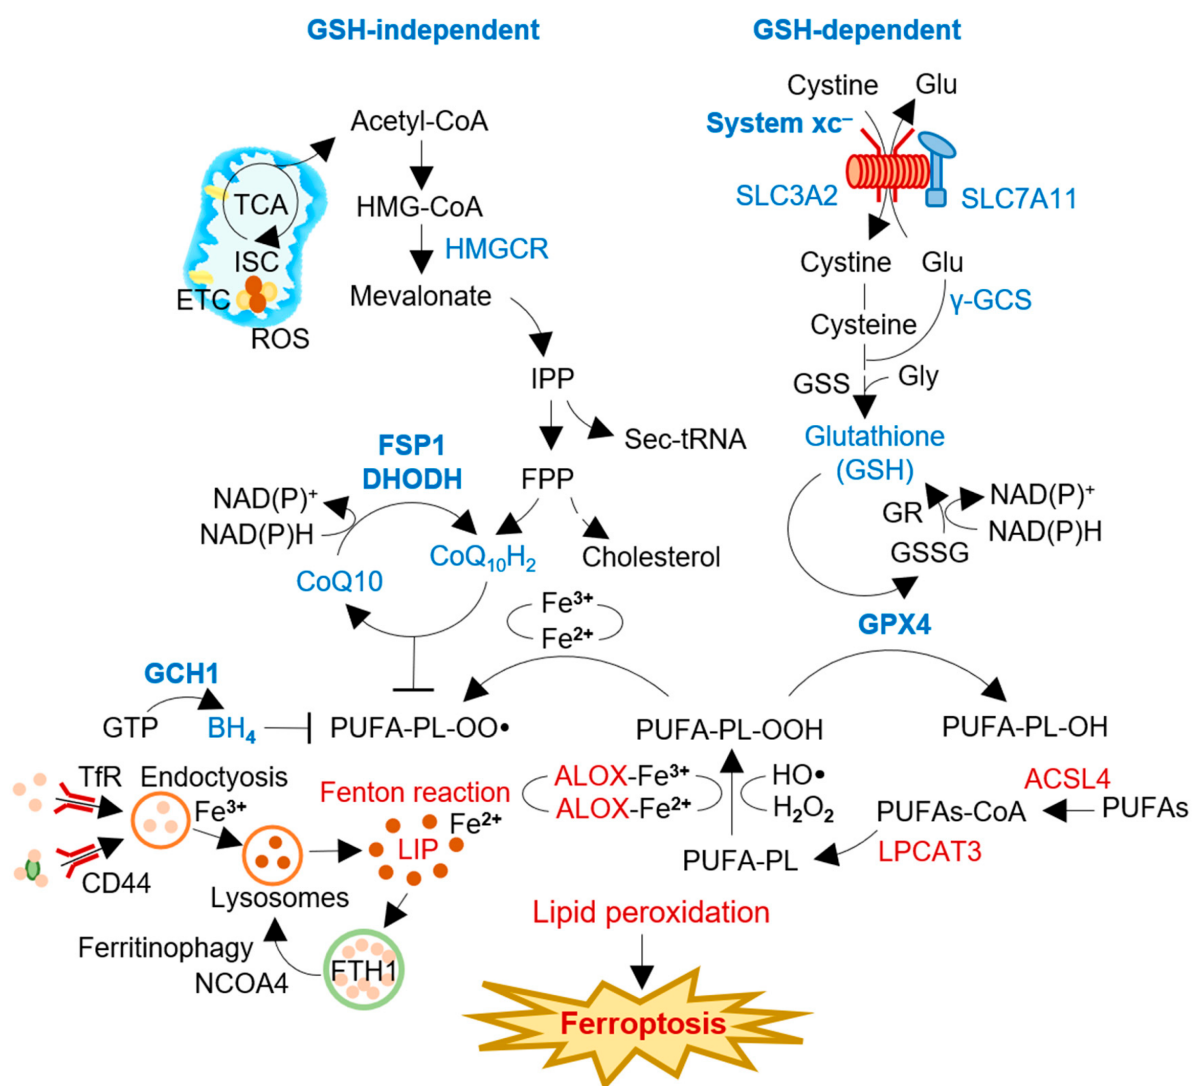 GSH-independent
GSH-dependent
Acetyl-CoA
TCA
HMG-CoA
ISC
HMGCR
ETC
Mevalonate
ROS
IPP
Sec-tRNA
FSP1
DHODH
FPP
NAD(P)⁺
NAD(P)H
CoQ₁₀H₂
Cholesterol
CoQ10
Cystine
Glu
System xc⁻
SLC3A2
SLC7A11
Cystine
Glu
γ-GCS
Cysteine
GSS
Gly
Glutathione
(GSH)
GR
NAD(P)⁺
NAD(P)H
GSSG
GPX4
Fe³⁺
Fe²⁺
GCH1
GTP
BH₄
PUFA-PL-OO•
PUFA-PL-OOH
PUFA-PL-OH
TfR
Endoctyosis
Fe³⁺
CD44
Lysosomes
Fenton reaction
Fe²⁺
LIP
Ferritinophagy
NCOA4
FTH1
ALOX-Fe³⁺
ALOX-Fe²⁺
HO•
H₂O₂
ACSL4
PUFAs-CoA
PUFAs
LPCAT3
PUFA-PL
Lipid peroxidation
Ferroptosis